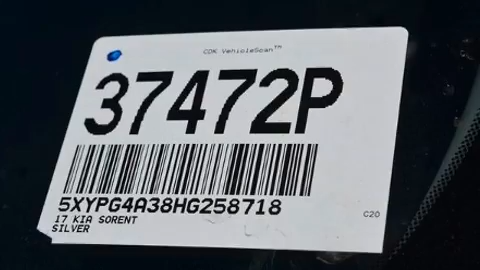 CDK VehicleScan™
37472P
5XYPG4A38HG258718
17 KIA SORENT
SILVER
C20